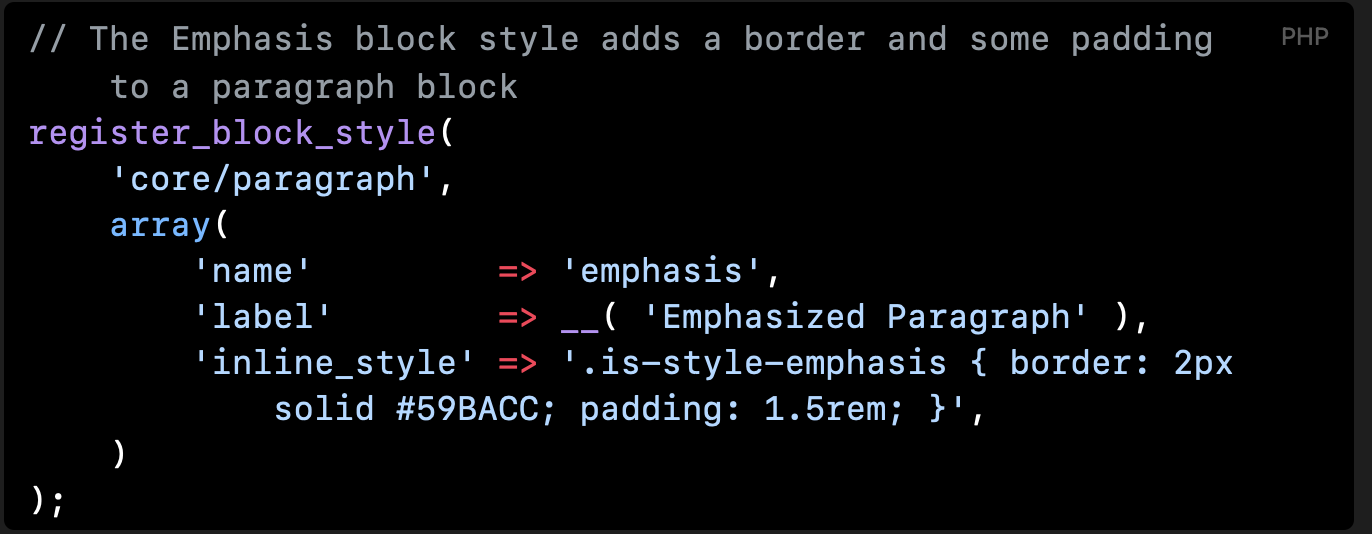 // The Emphasis block style adds a border and some padding
to a paragraph block
PHP
register_block_style(
    'core/paragraph',
    array(
        'name'         => 'emphasis',
        'label'        => __( 'Emphasized Paragraph' ),
        'inline_style' => '.is-style-emphasis { border: 2px
            solid #59BACC; padding: 1.5rem; }',
    )
);